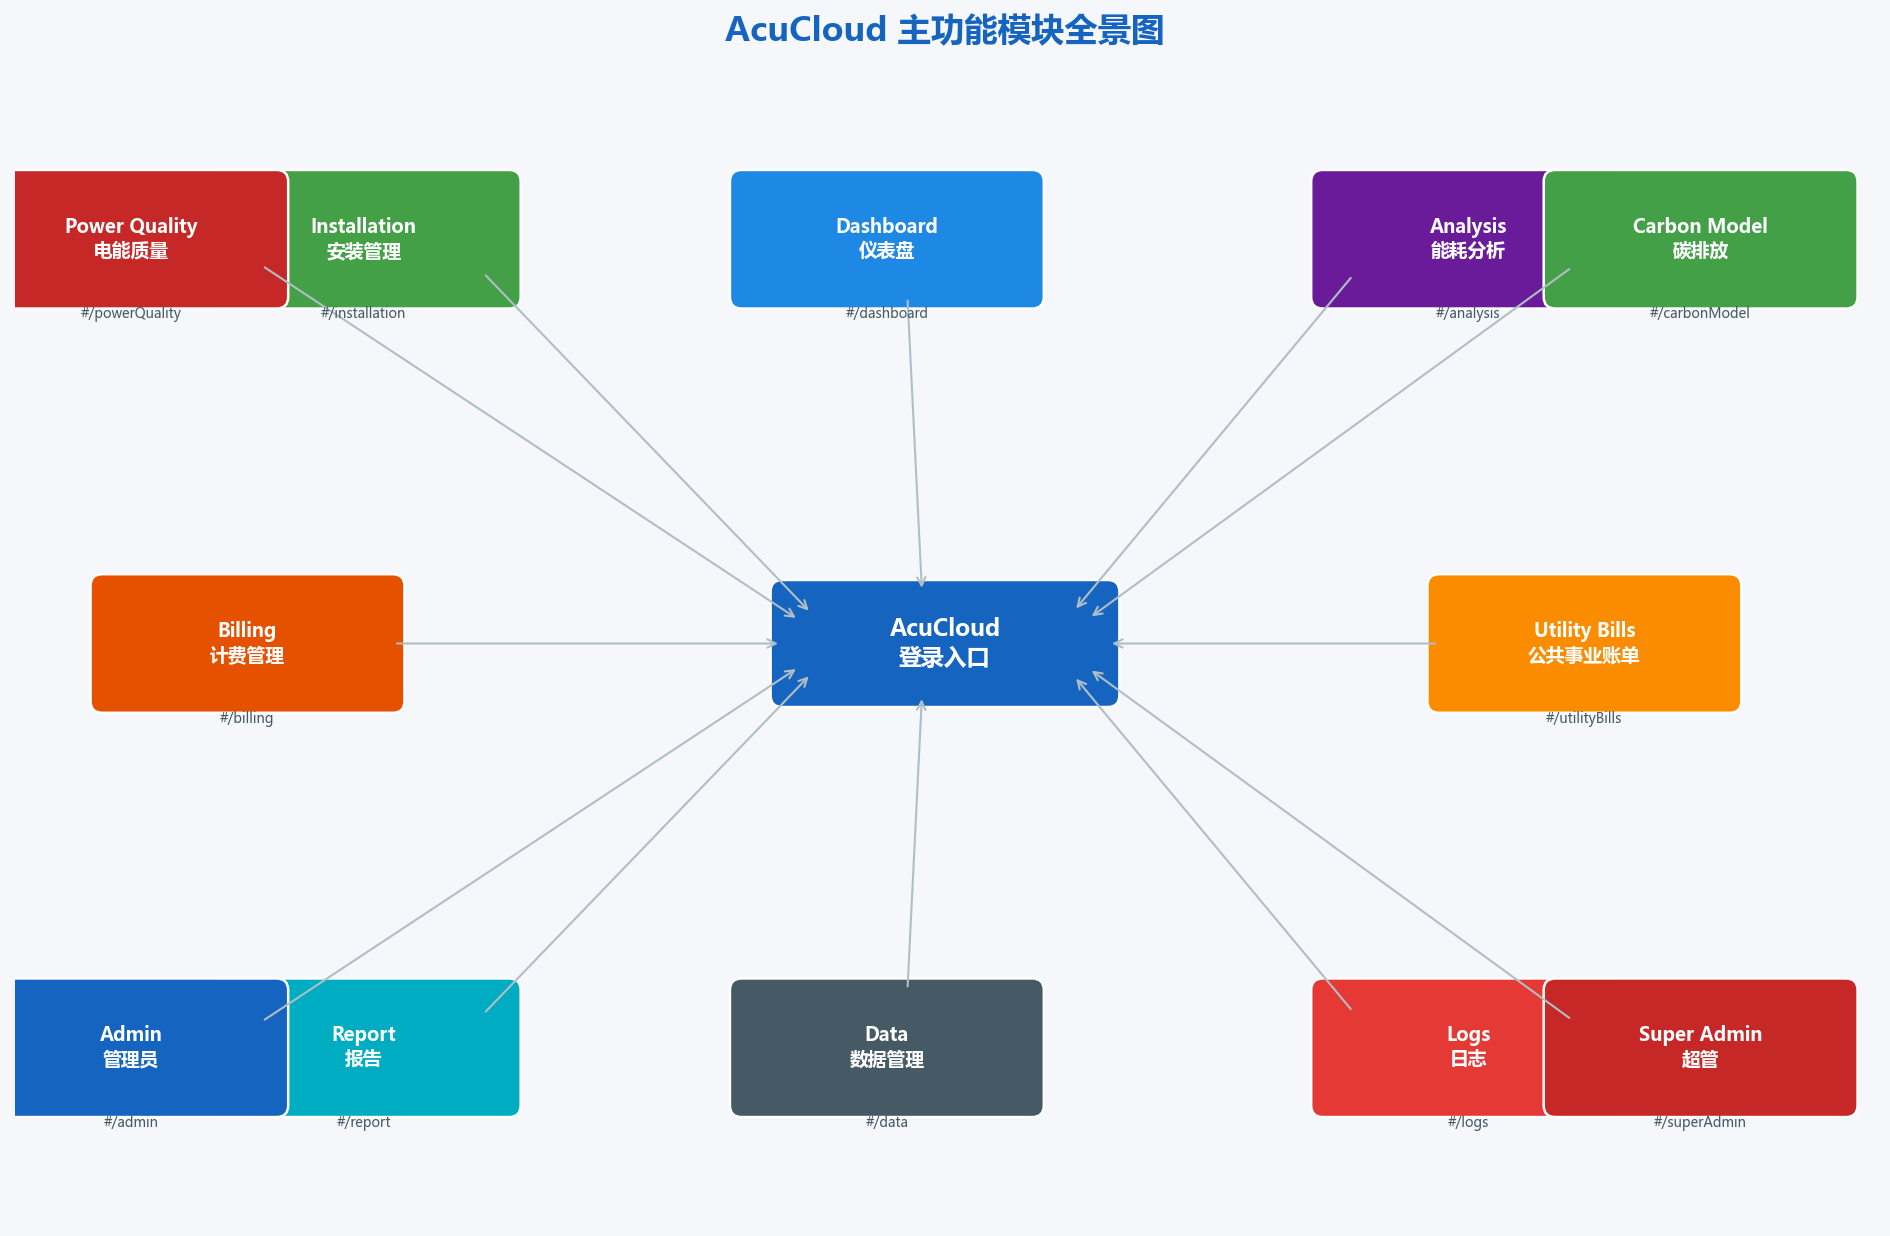 AcuCloud 主功能模块全景图
Power Quality
电能质量
#/powerQuality
Installation
安装管理
#/installation
Dashboard
仪表盘
#/dashboard
Analysis
能耗分析
#/analysis
Carbon Model
碳排放
#/carbonModel
Billing
计费管理
#/billing
AcuCloud
登录入口
Utility Bills
公共事业账单
#/utilityBills
Admin
管理员
#/admin
Report
报告
#/report
Data
数据管理
#/data
Logs
日志
#/logs
Super Admin
超管
#/superAdmin